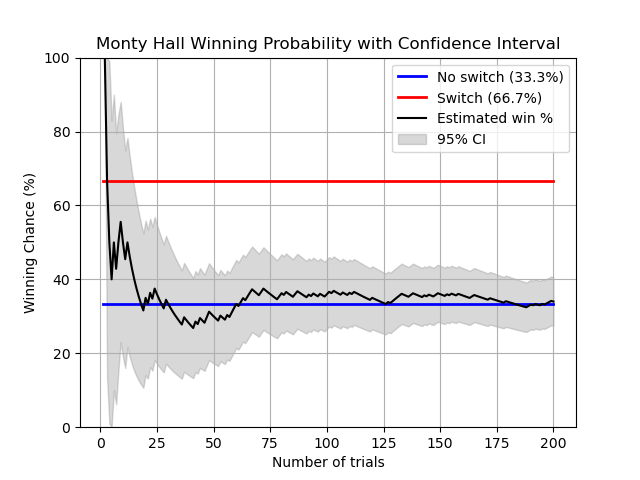 Monty Hall Winning Probability with Confidence Interval
No switch (33.3%)
Switch (66.7%)
Estimated win %
95% CI
Winning Chance (%)
100
80
60
40
20
0
0 25 50 75 100 125 150 175 200
Number of trials